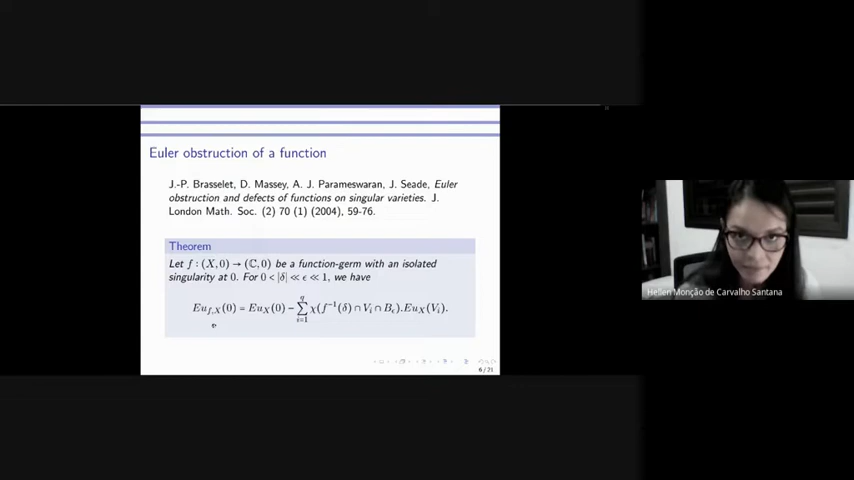 Euler obstruction of a function
J.-P. Brasselet, D. Massey, A. J. Parameswaran, J. Seade, Euler
obstruction and defects of functions on singular varieties. J.
London Math. Soc. (2) 70 (1) (2004), 59-76.
Theorem
Let f : (X, 0) → (ℂ, 0) be a function-germ with an isolated
singularity at 0. For 0 < |δ| ≪ ϵ ≪ 1, we have
Eu_{f,X}(0) = Eu_X(0) − ∑_{i=1}^{q} χ(f^{−1}(δ) ∩ V_i ∩ B_ϵ).Eu_X(V_i).
6 / 21
Hellen Monção de Carvalho Santana